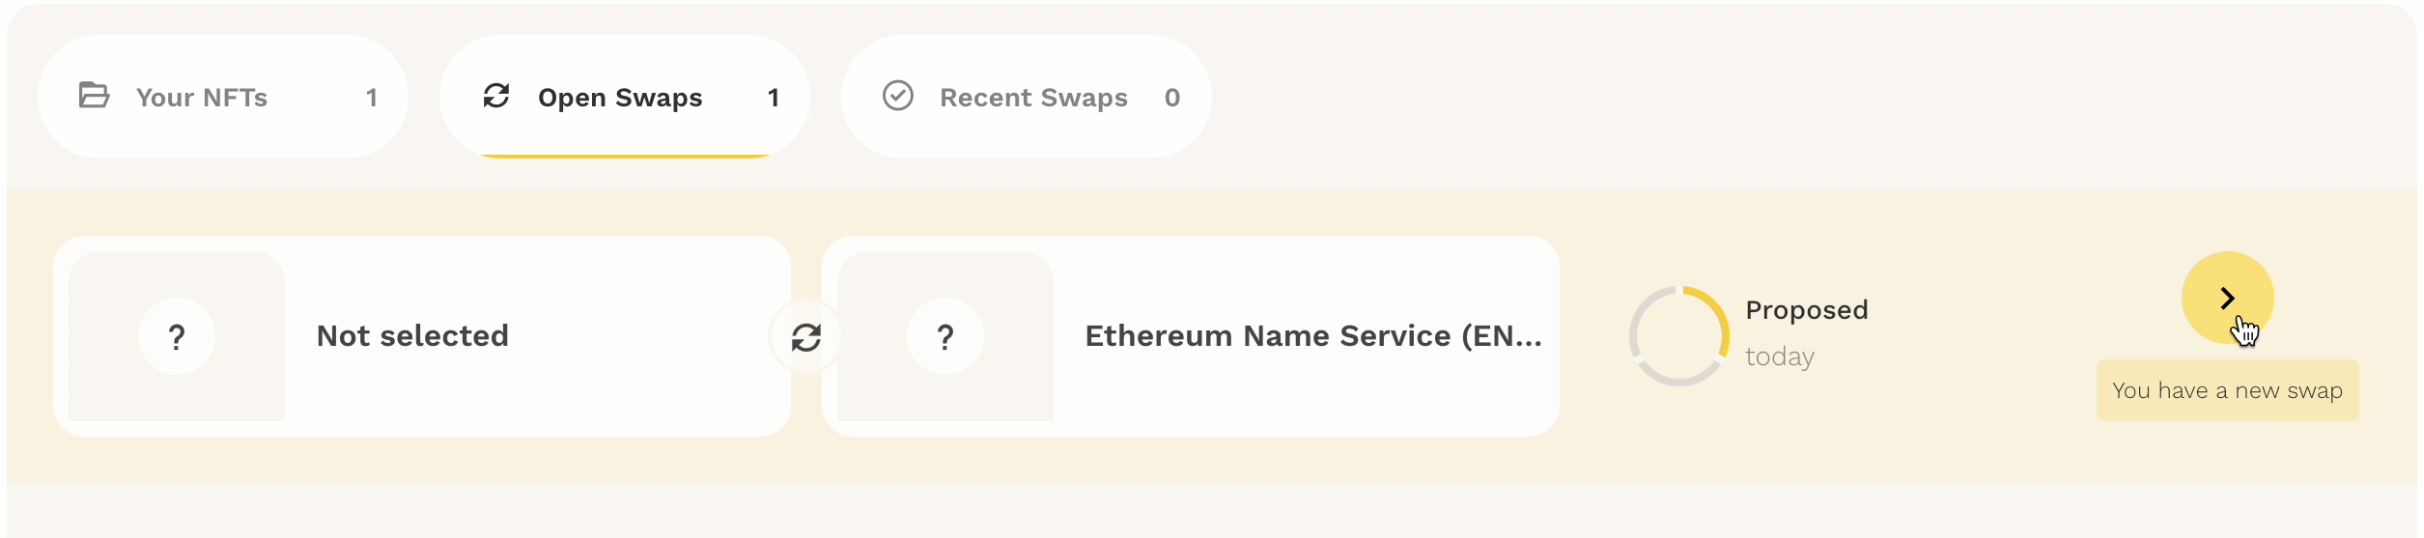 Your NFTs 1
Open Swaps 1
Recent Swaps 0
? Not selected
? Ethereum Name Service (EN...
Proposed
today
You have a new swap